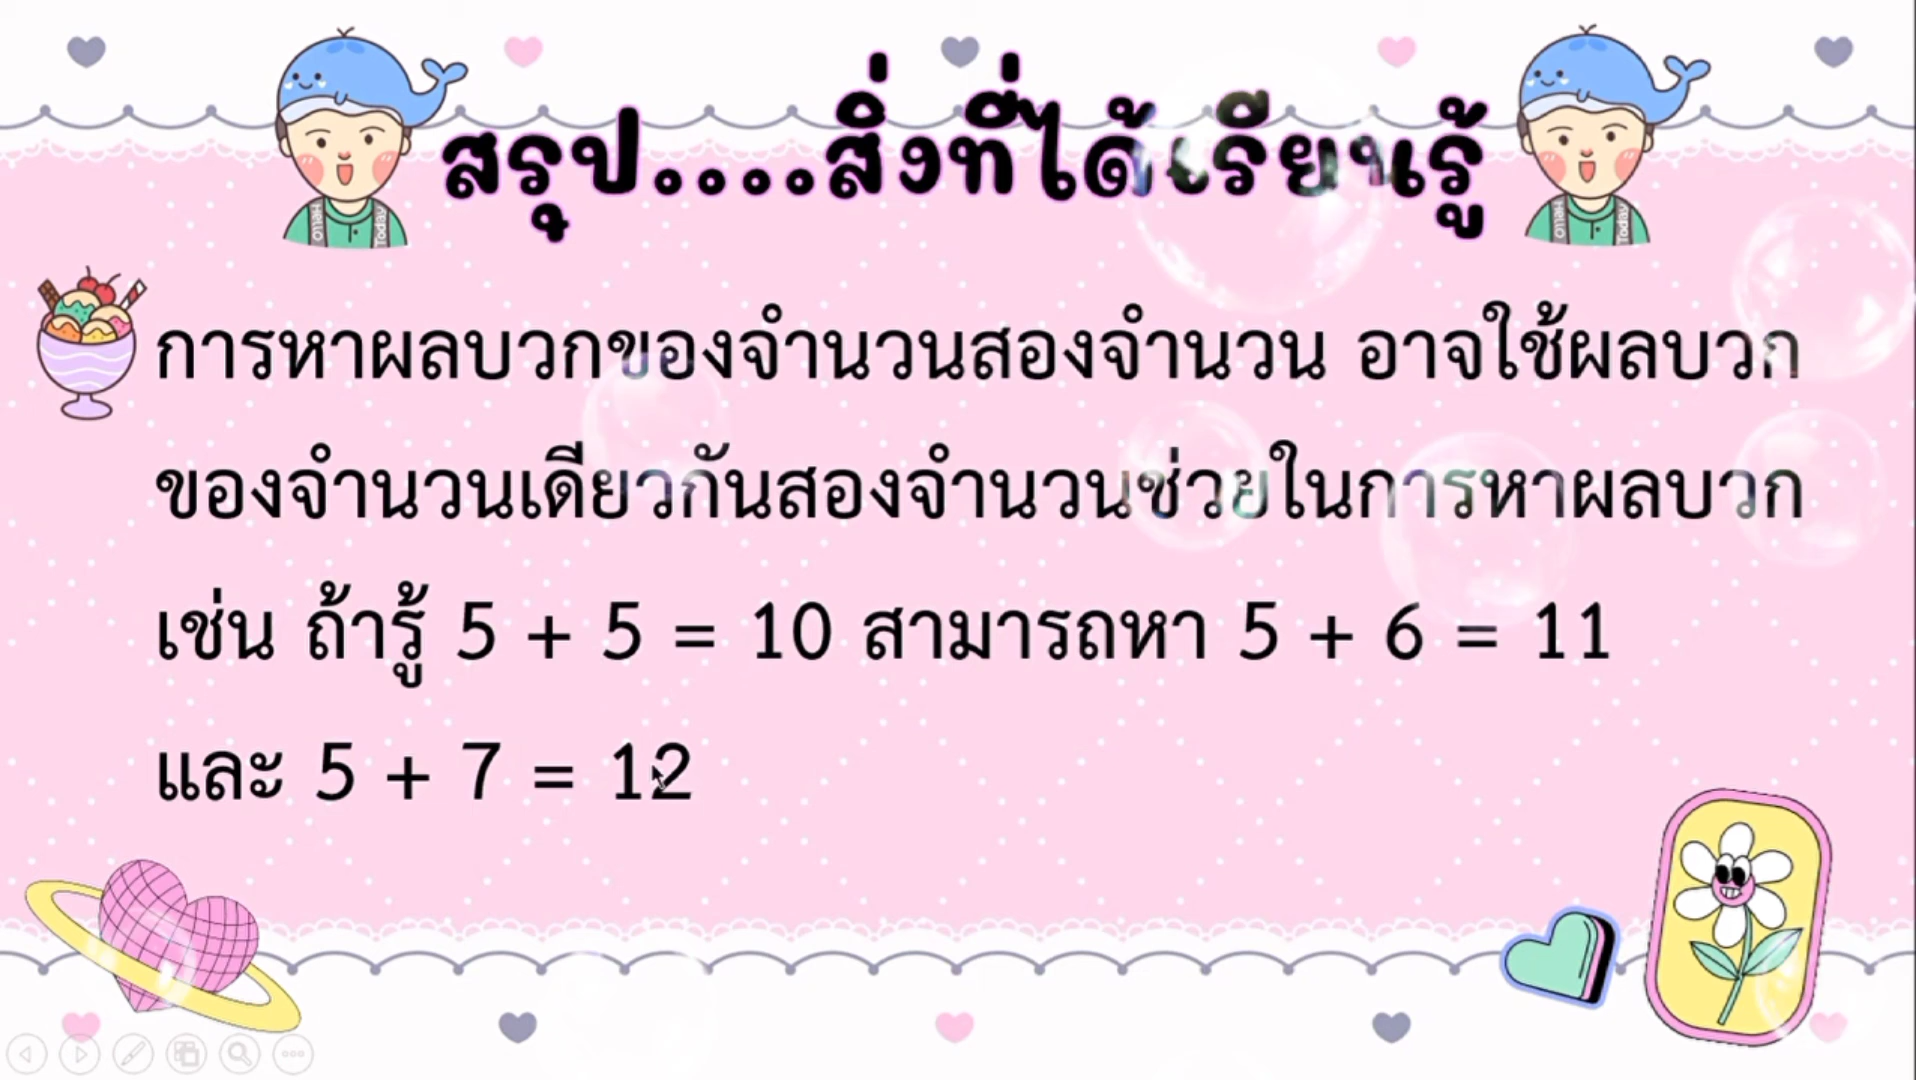 สรุป....สิ่งที่ได้เรียนรู้
การหาผลบวกของจำนวนสองจำนวน อาจใช้ผลบวก
ของจำนวนเดียวกันสองจำนวนช่วยในการหาผลบวก
เช่น ถ้ารู้ 5 + 5 = 10 สามารถหา 5 + 6 = 11
และ 5 + 7 = 12
Hello Today
Hello Today